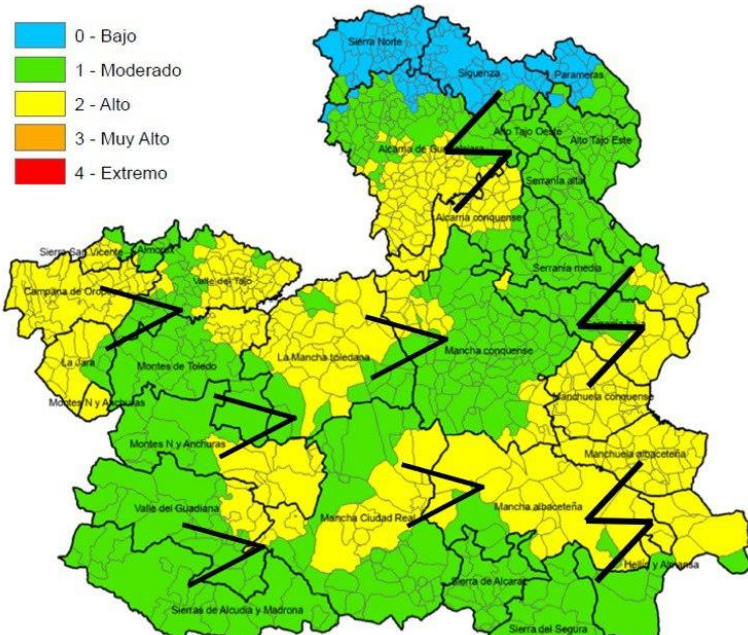 0 - Bajo
1 - Moderado
2 - Alto
3 - Muy Alto
4 - Extremo
Sierra Norte
Siguenza
Parameras
Alto Tajo Oeste
Alto Tajo Este
Alcarria de Guadalajara
Serranía alta
Alcarria conquense
Sierra San Vicente
Almorox
Serranía media
Campana de Oropesa
Valle del Tajo
La Jara
Montes de Toledo
La Mancha toledana
Mancha conquense
Montes N y Anchuras
Manchuela conquense
Montes N y Anchuras
Manchuela albaceteña
Valle del Guadiana
Mancha Ciudad Real
Mancha albaceteña
Hellín y Almansa
Sierra de Alcaraz
Sierras de Alcudia y Madrona
Sierra del Segura